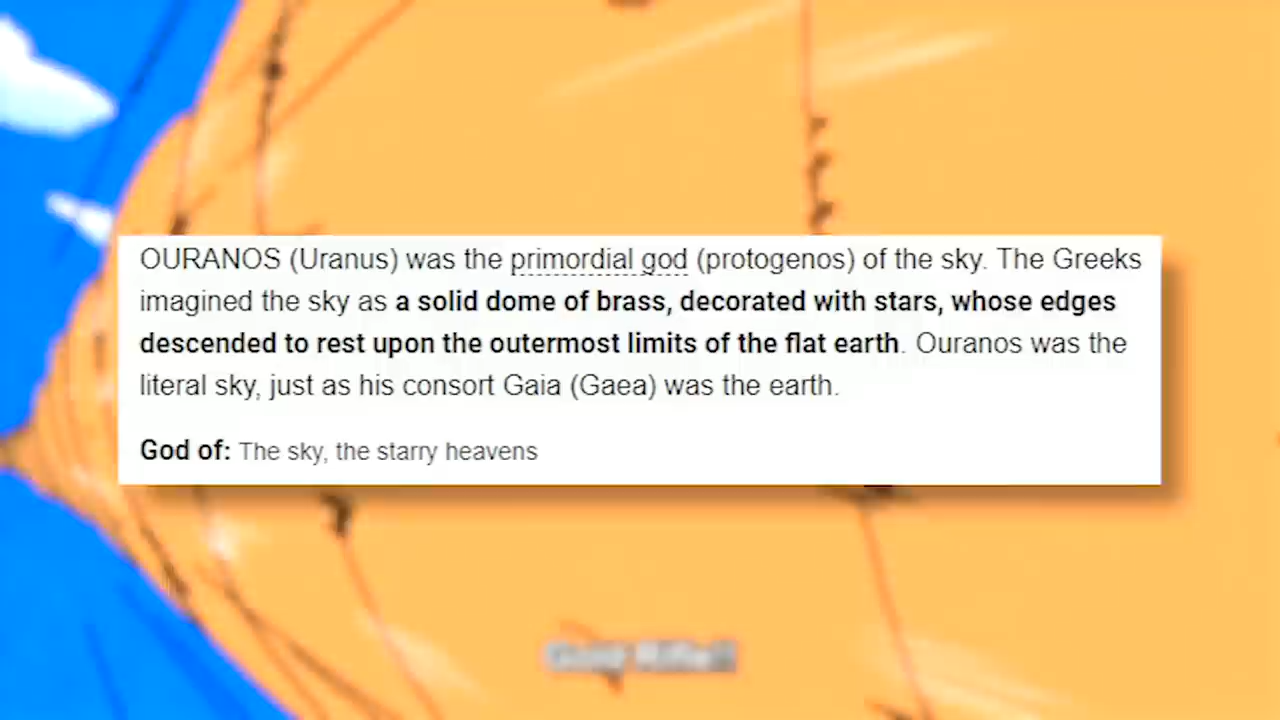 OURANOS (Uranus) was the primordial god (protogenos) of the sky. The Greeks
imagined the sky as a solid dome of brass, decorated with stars, whose edges
descended to rest upon the outermost limits of the flat earth. Ouranos was the
literal sky, just as his consort Gaia (Gaea) was the earth.
God of: The sky, the starry heavens